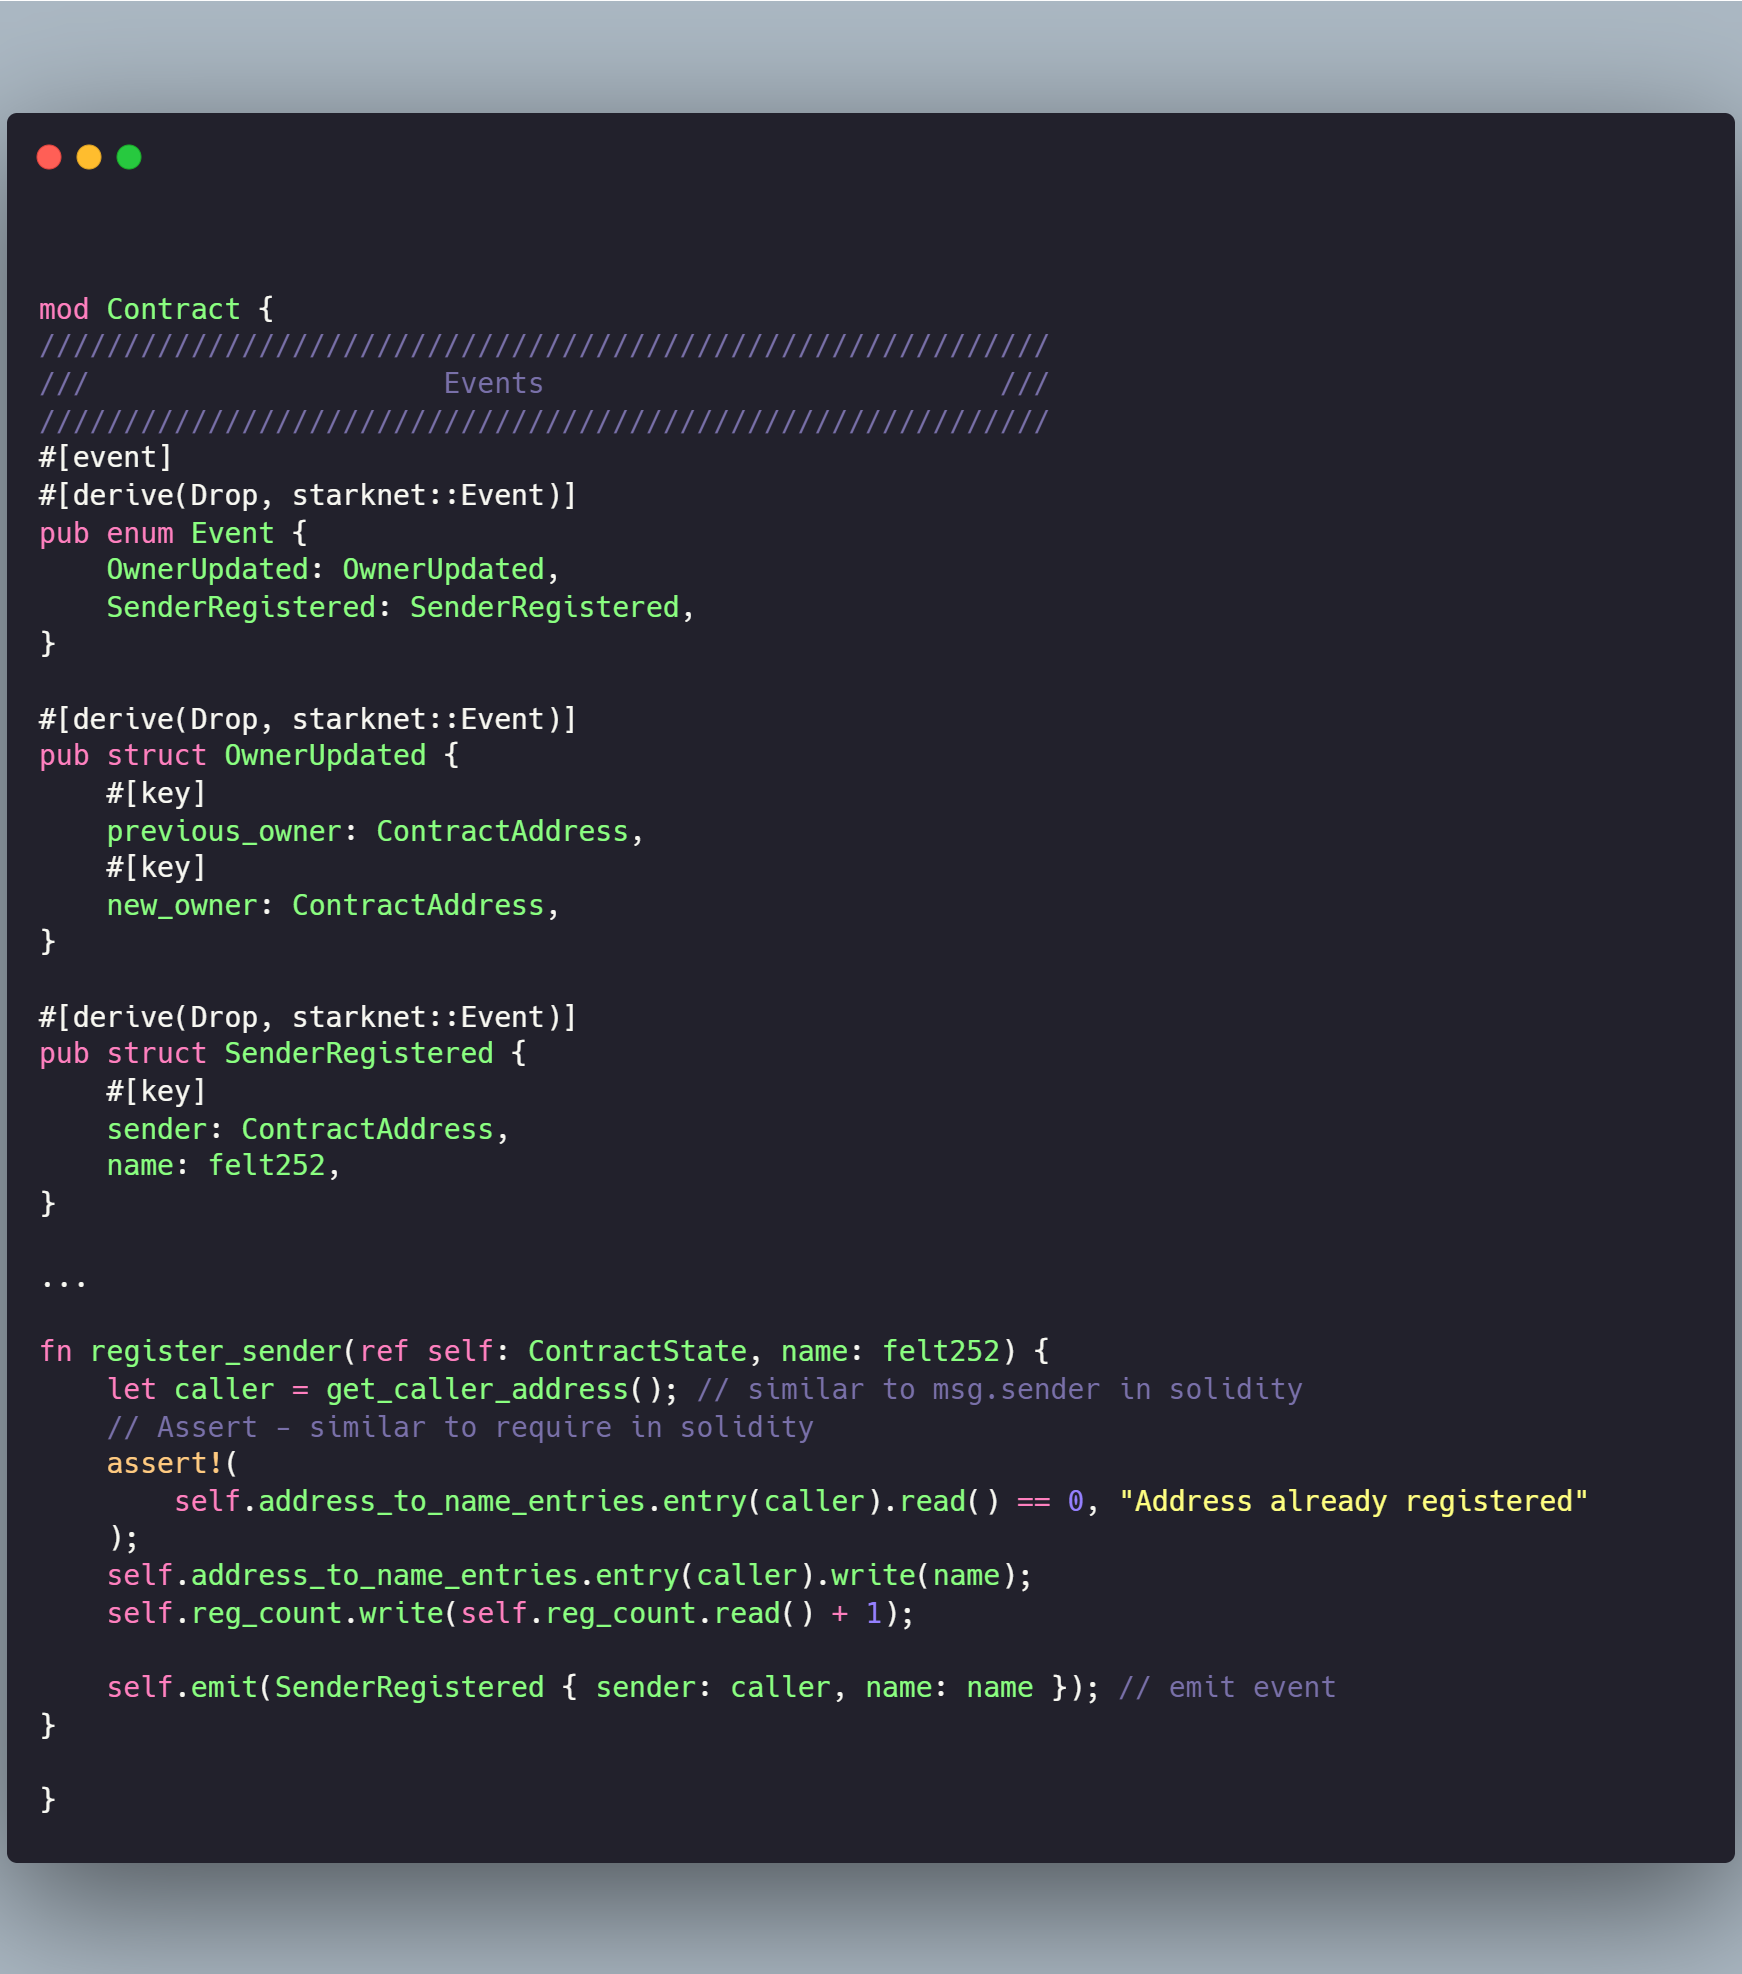 mod Contract {
////////////////////////////////////////////////////////////
///                     Events                           ///
////////////////////////////////////////////////////////////
#[event]
#[derive(Drop, starknet::Event)]
pub enum Event {
    OwnerUpdated: OwnerUpdated,
    SenderRegistered: SenderRegistered,
}

#[derive(Drop, starknet::Event)]
pub struct OwnerUpdated {
    #[key]
    previous_owner: ContractAddress,
    #[key]
    new_owner: ContractAddress,
}

#[derive(Drop, starknet::Event)]
pub struct SenderRegistered {
    #[key]
    sender: ContractAddress,
    name: felt252,
}

...

fn register_sender(ref self: ContractState, name: felt252) {
    let caller = get_caller_address(); // similar to msg.sender in solidity
    // Assert - similar to require in solidity
    assert!(
        self.address_to_name_entries.entry(caller).read() == 0, "Address already registered"
    );
    self.address_to_name_entries.entry(caller).write(name);
    self.reg_count.write(self.reg_count.read() + 1);

    self.emit(SenderRegistered { sender: caller, name: name }); // emit event
}

}